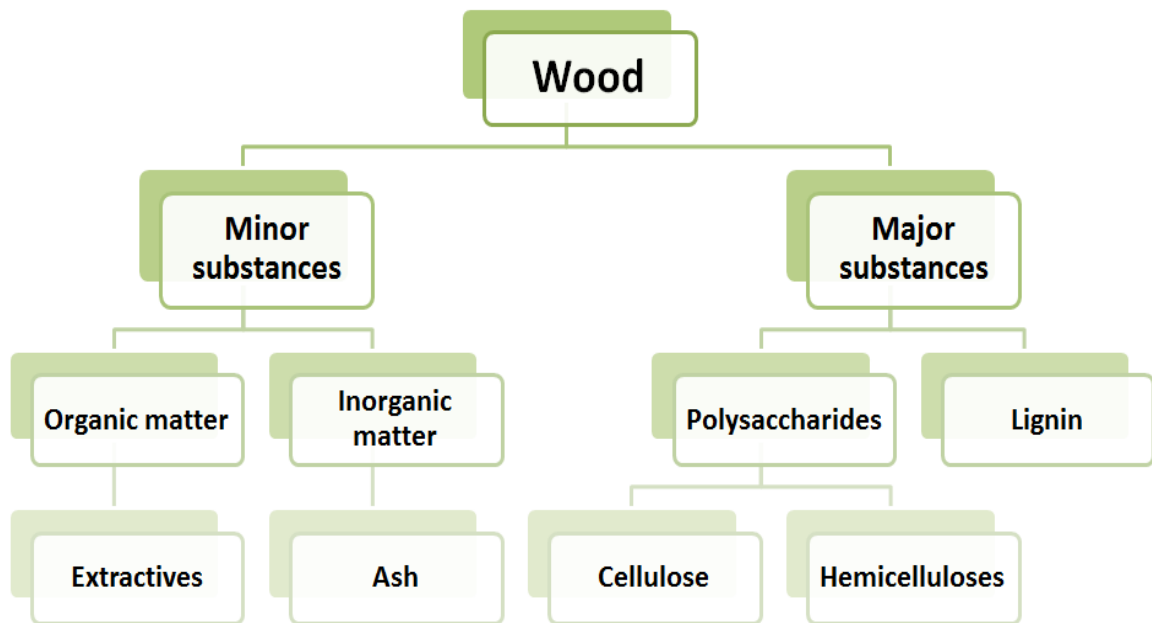 Wood
Minor
substances
Major
substances
Organic matter
Inorganic
matter
Polysaccharides
Lignin
Extractives
Ash
Cellulose
Hemicelluloses